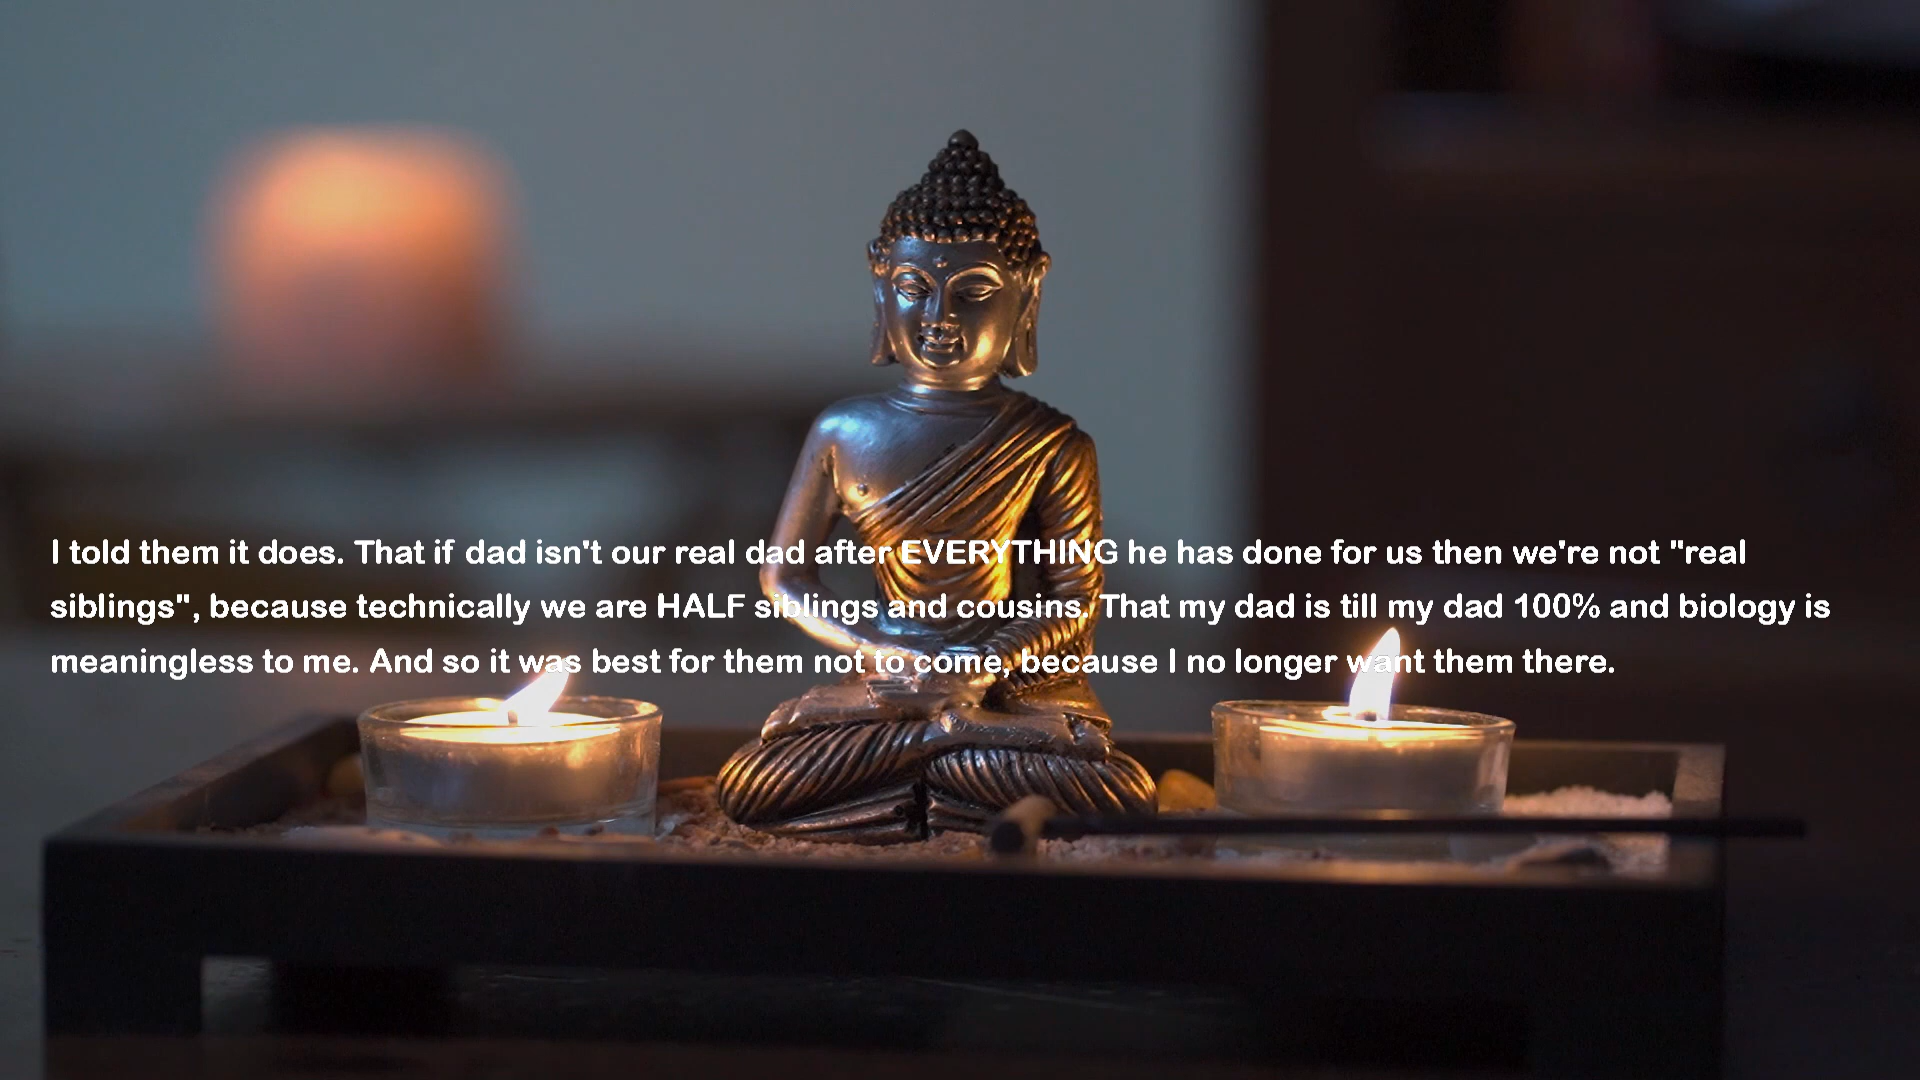 I told them it does. That if dad isn't our real dad after EVERYTHING he has done for us then we're not "real
siblings", because technically we are HALF siblings and cousins. That my dad is till my dad 100% and biology is
meaningless to me. And so it was best for them not to come, because I no longer want them there.